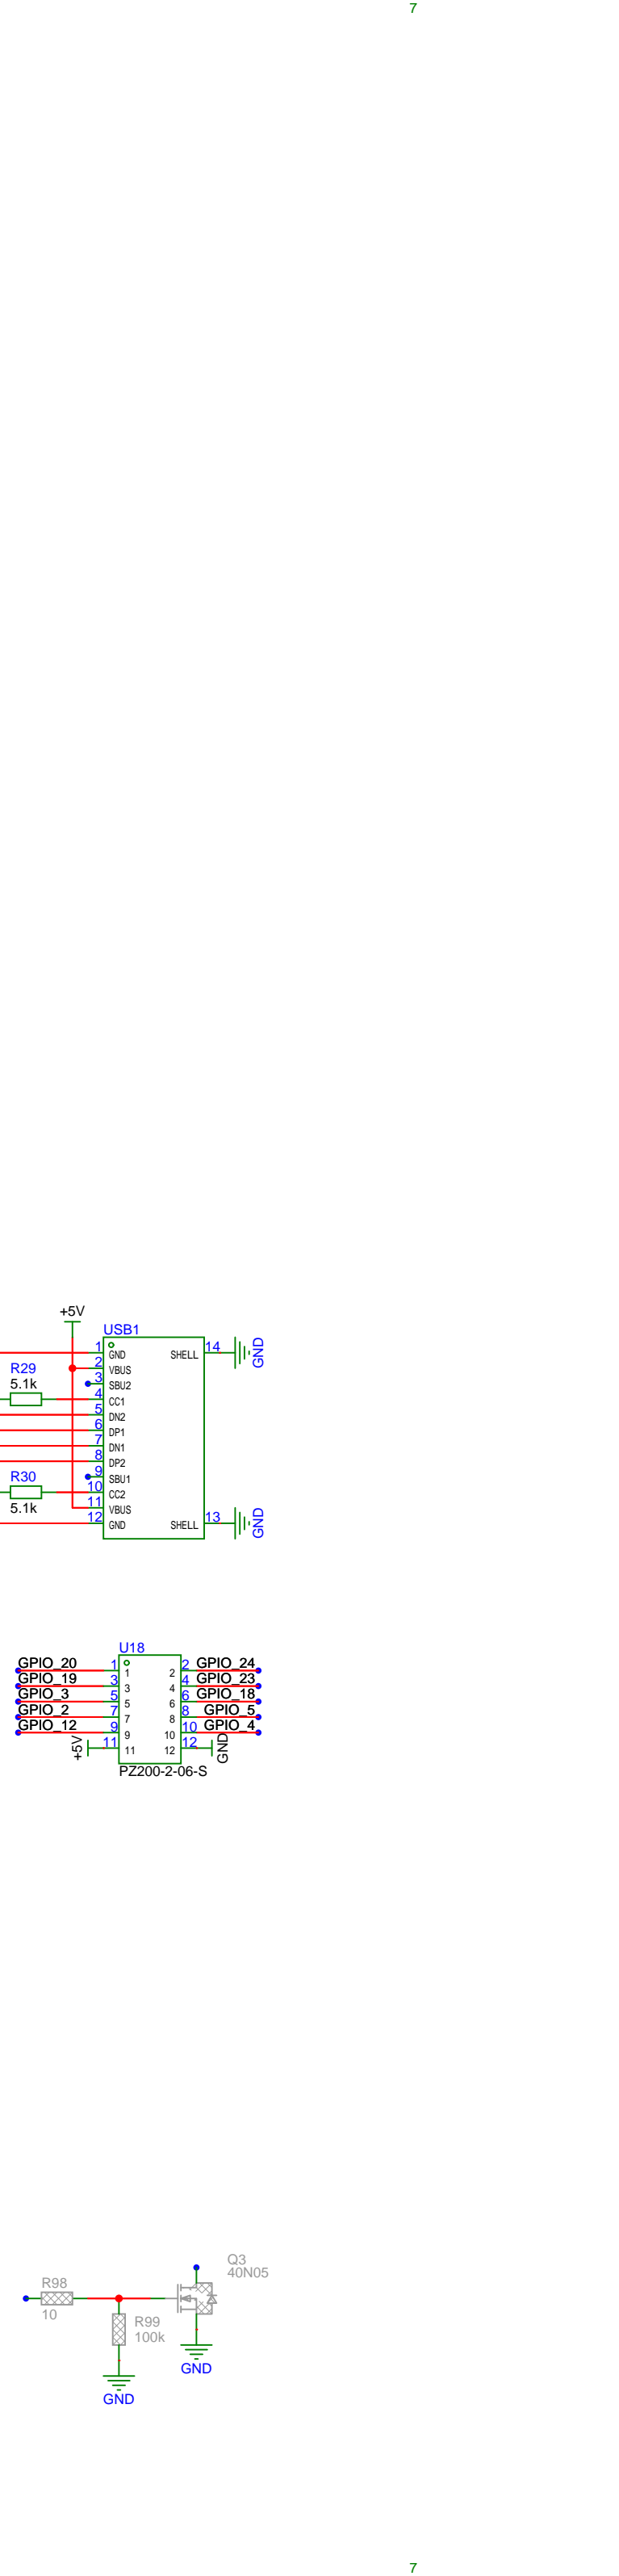 7
+5V
USB1
1 GND
2 VBUS
3 SBU2
4 CC1
5 DN2
6 DP1
7 DN1
8 DP2
9 SBU1
10 CC2
11 VBUS
12 GND
SHELL 14 GND
SHELL 13 GND
R29
5.1k
R30
5.1k
U18
GPIO_20 1 1 2 2 GPIO_24
GPIO_19 3 3 4 4 GPIO_23
GPIO_3 5 5 6 6 GPIO_18
GPIO_2 7 7 8 8 GPIO_5
GPIO_12 9 9 10 10 GPIO_4
+5V 11 11 12 12 GND
PZ200-2-06-S
Q3
40N05
R98
10
R99
100k
GND
GND
7